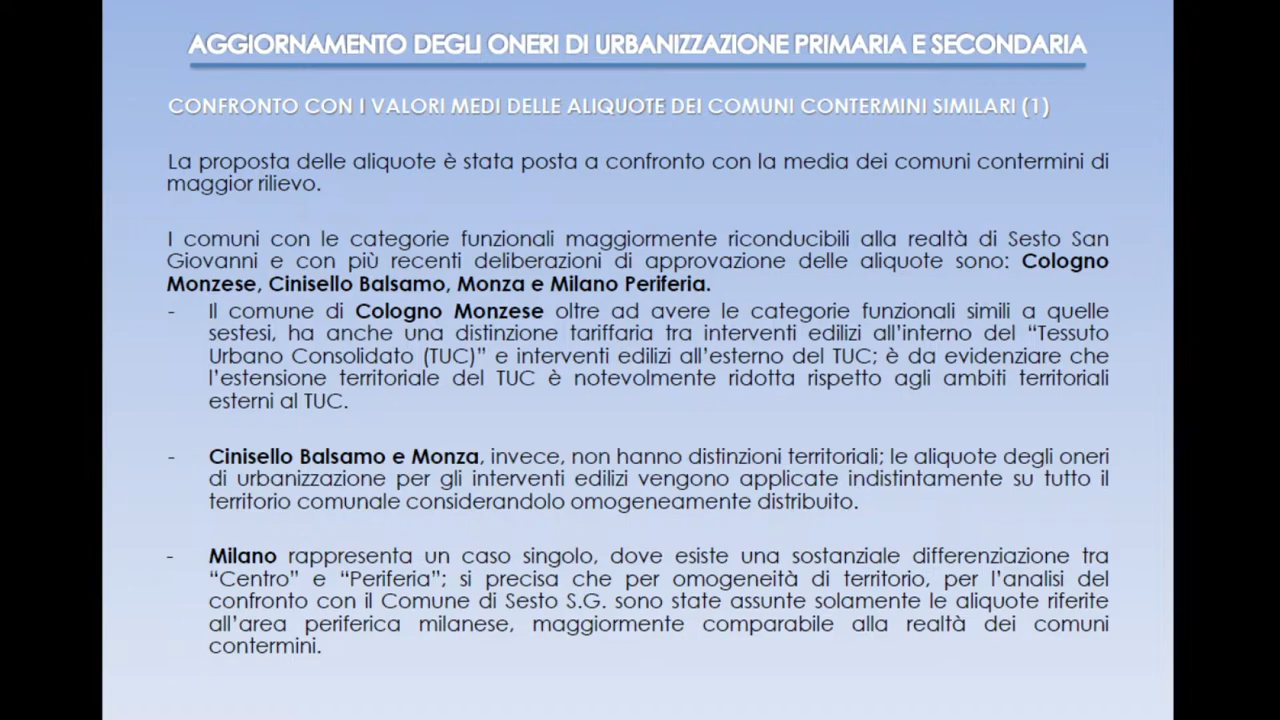 AGGIORNAMENTO DEGLI ONERI DI URBANIZZAZIONE PRIMARIA E SECONDARIA
CONFRONTO CON I VALORI MEDI DELLE ALIQUOTE DEI COMUNI CONTERMINI SIMILARI (1)
La proposta delle aliquote è stata posta a confronto con la media dei comuni contermini di
maggior rilievo.
I comuni con le categorie funzionali maggiormente riconducibili alla realtà di Sesto San
Giovanni e con più recenti deliberazioni di approvazione delle aliquote sono: Cologno
Monzese, Cinisello Balsamo, Monza e Milano Periferia.
- Il comune di Cologno Monzese oltre ad avere le categorie funzionali simili a quelle
sestesi, ha anche una distinzione tariffaria tra interventi edilizi all’interno del “Tessuto
Urbano Consolidato (TUC)” e interventi edilizi all’esterno del TUC; è da evidenziare che
l’estensione territoriale del TUC è notevolmente ridotta rispetto agli ambiti territoriali
esterni al TUC.
- Cinisello Balsamo e Monza, invece, non hanno distinzioni territoriali; le aliquote degli oneri
di urbanizzazione per gli interventi edilizi vengono applicate indistintamente su tutto il
territorio comunale considerandolo omogeneamente distribuito.
- Milano rappresenta un caso singolo, dove esiste una sostanziale differenziazione tra
“Centro” e “Periferia”; si precisa che per omogeneità di territorio, per l’analisi del
confronto con il Comune di Sesto S.G. sono state assunte solamente le aliquote riferite
all’area periferica milanese, maggiormente comparabile alla realtà dei comuni
contermini.